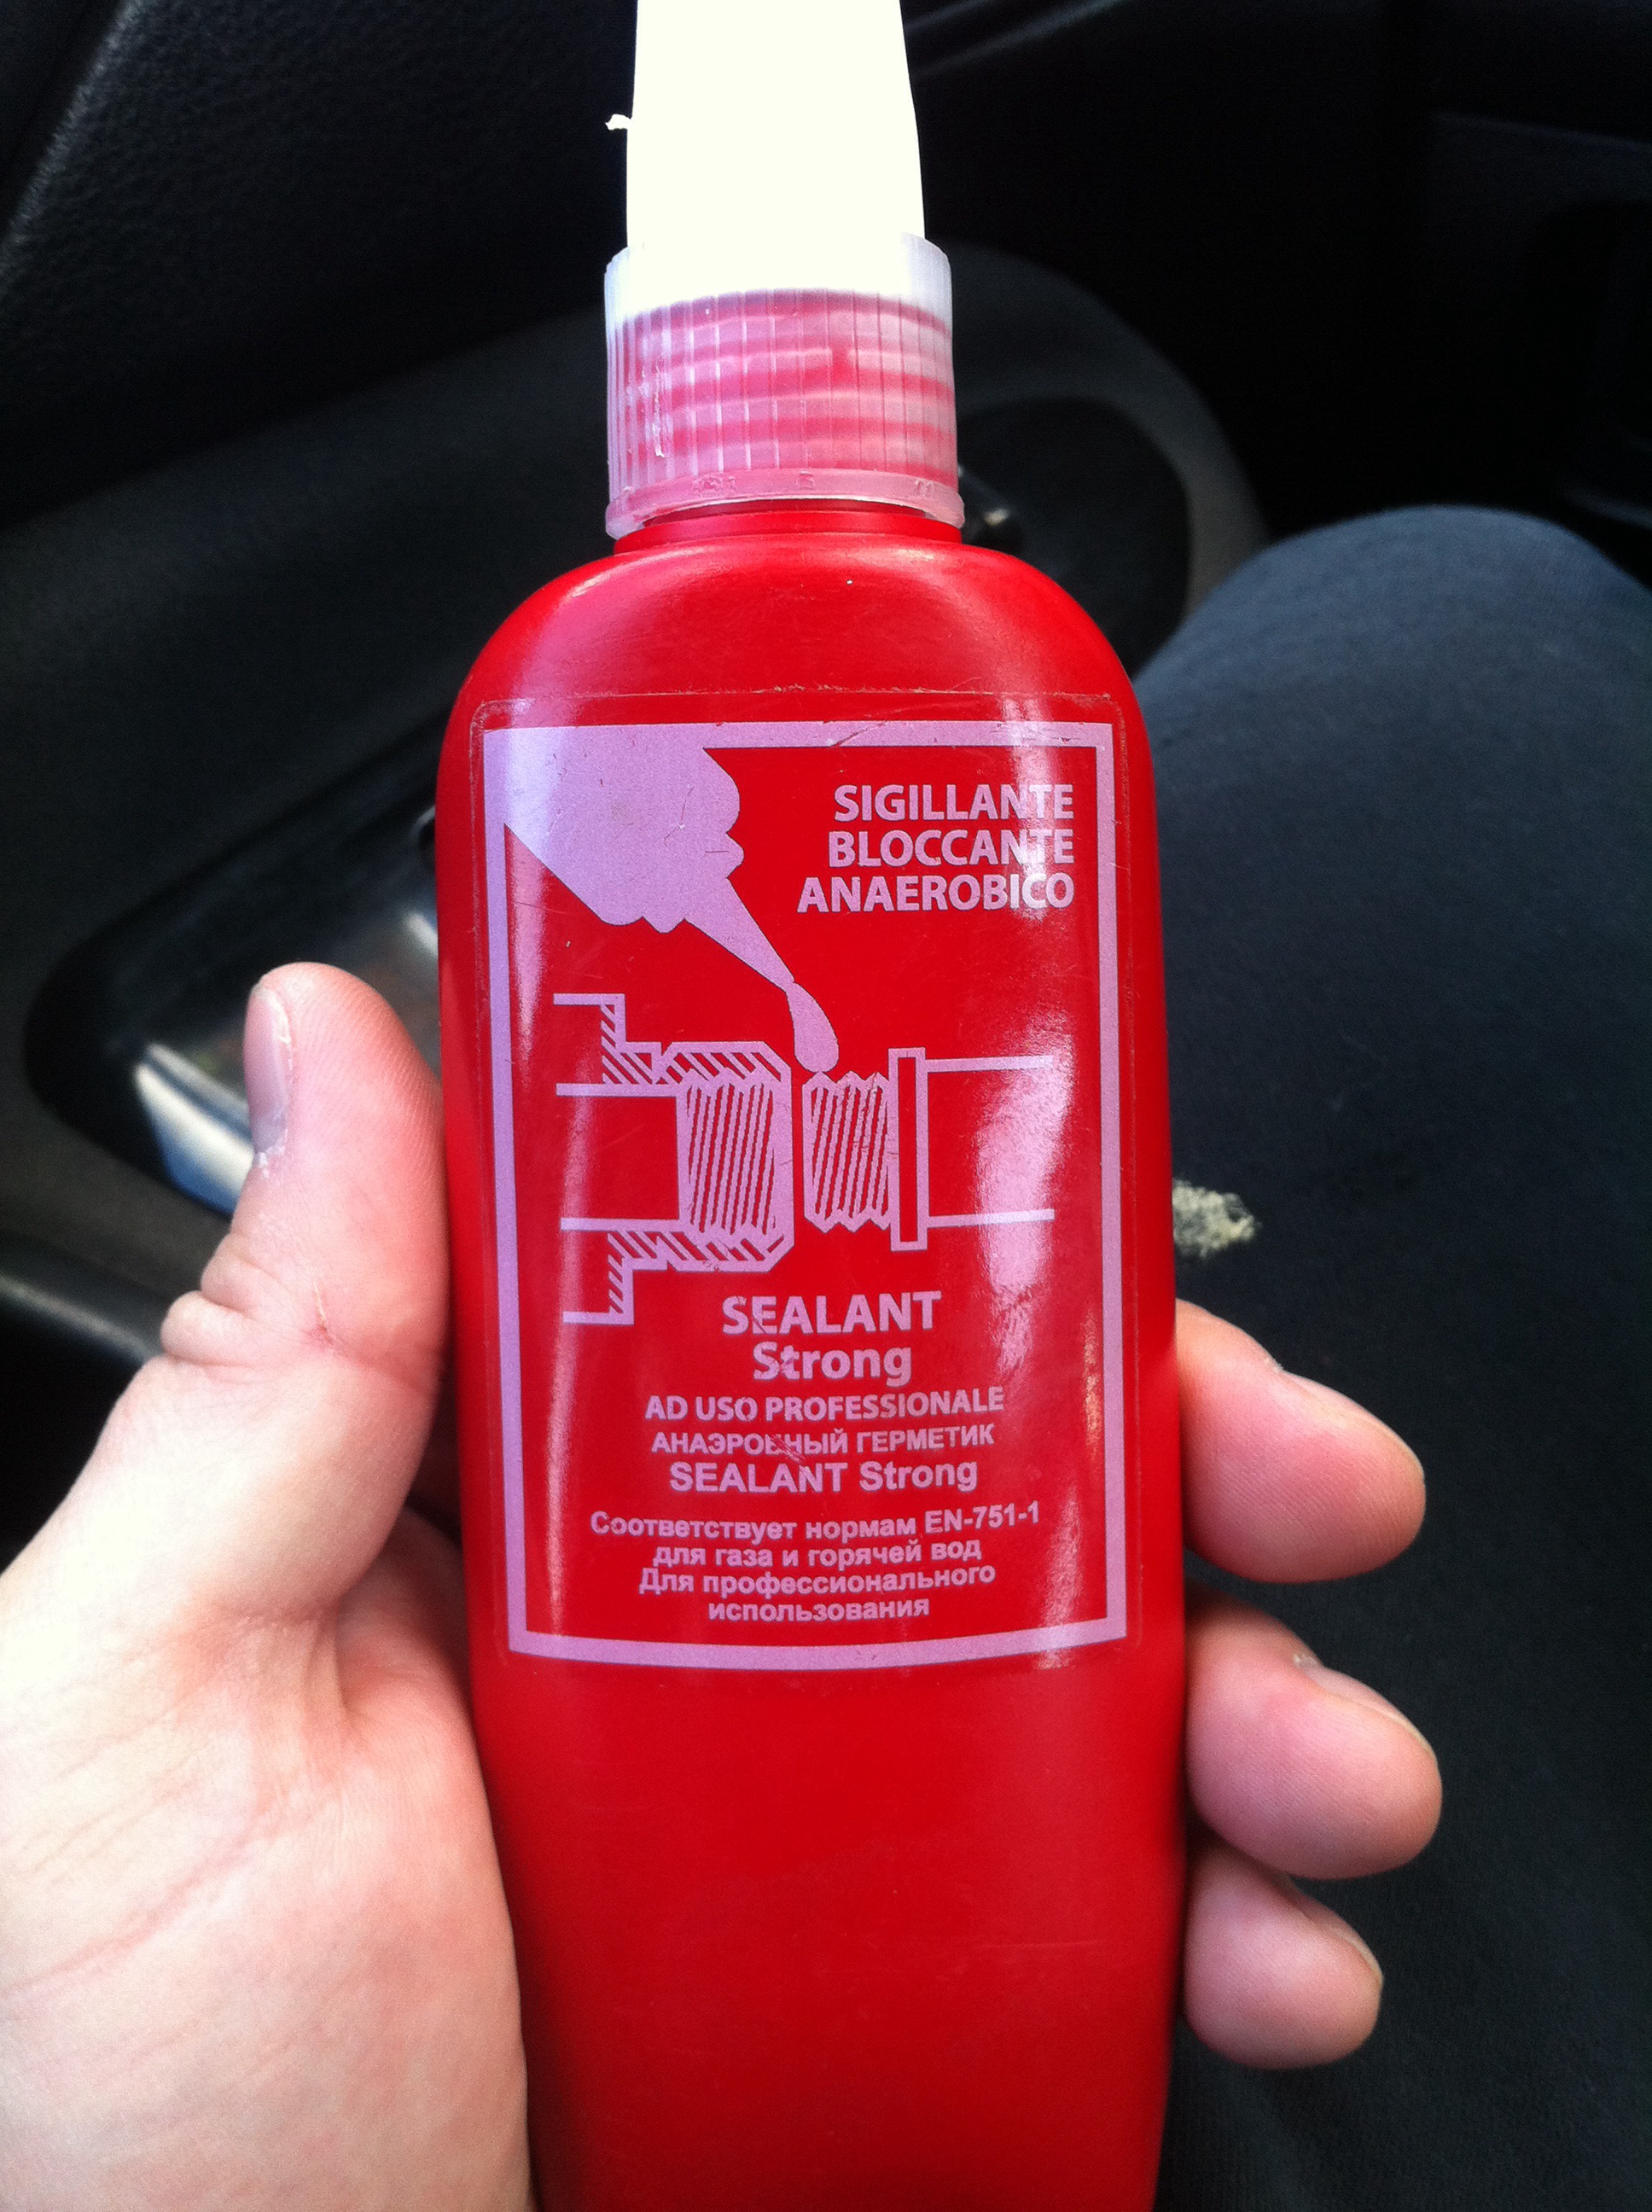 SIGILLANTE
BLOCCANTE
ANAEROBICO
SEALANT
Strong
AD USO PROFESSIONALE
АНАЭРОБНЫЙ ГЕРМЕТИК
SEALANT Strong
Соответствует нормам EN-751-1
для газа и горячей вод
Для профессионального
использования